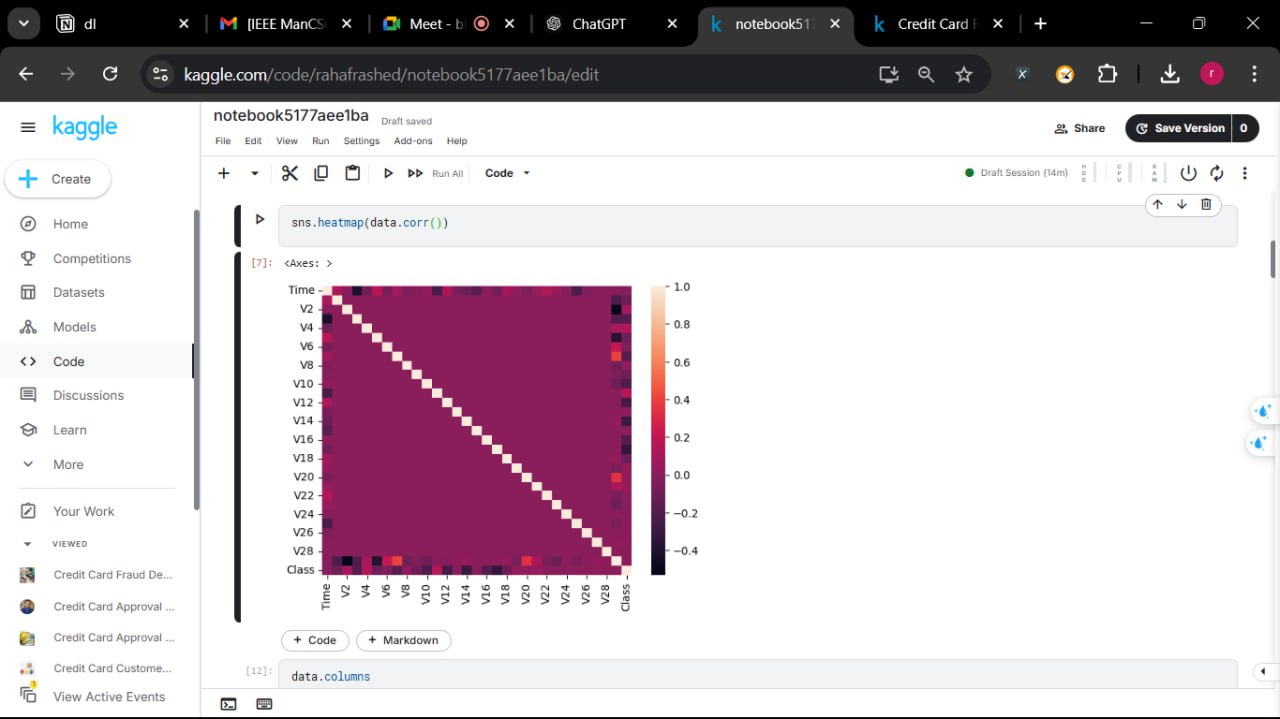 dl
[IEEE ManCS
Meet - b
ChatGPT
notebook517
Credit Card F
kaggle.com/code/rahafrashed/notebook5177aee1ba/edit
r
kaggle
notebook5177aee1ba
Draft saved
File Edit View Run Settings Add-ons Help
Share
Save Version
0
Run All
Code
Draft Session (14m)
HDD
CPU
RAM
Create
Home
Competitions
Datasets
Models
Code
Discussions
Learn
More
Your Work
VIEWED
Credit Card Fraud De...
Credit Card Approval ...
Credit Card Approval ...
Credit Card Custome...
View Active Events
sns.heatmap(data.corr())
[7]:
<Axes: >
Time
V2
V4
V6
V8
V10
V12
V14
V16
V18
V20
V22
V24
V26
V28
Class
Time V2 V4 V6 V8 V10 V12 V14 V16 V18 V20 V22 V24 V26 V28 Class
1.0
0.8
0.6
0.4
0.2
0.0
−0.2
−0.4
+ Code
+ Markdown
[12]:
data.columns